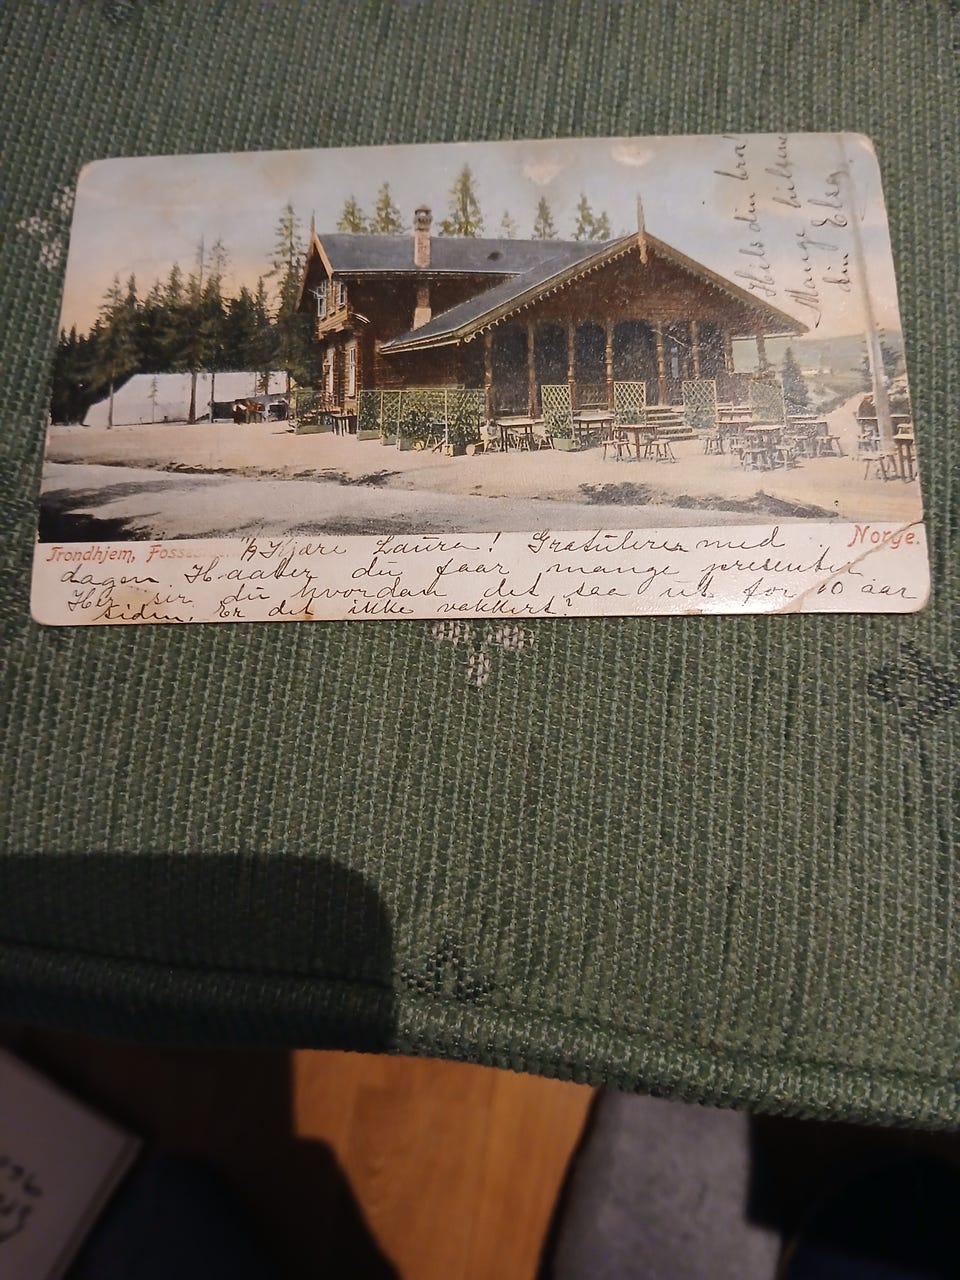 Hils din bror
Mange hilsner
din Elsa.
Trondhjem, Fosse
Norge.
Kjære Laura! Gratulerer med
dagen. Haaber du faar mange presenter
Her ser du hvordan det saa ut for 10 aar
siden. Er det ikke vakkert?